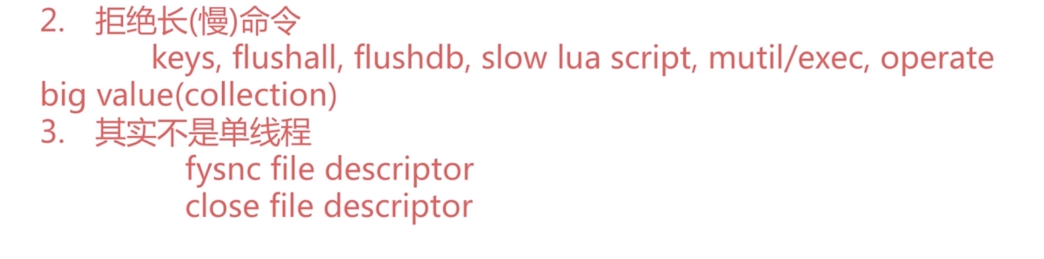 2. 拒绝长(慢)命令
keys, flushall, flushdb, slow lua script, mutil/exec, operate
big value(collection)
3. 其实不是单线程
fysnc file descriptor
close file descriptor